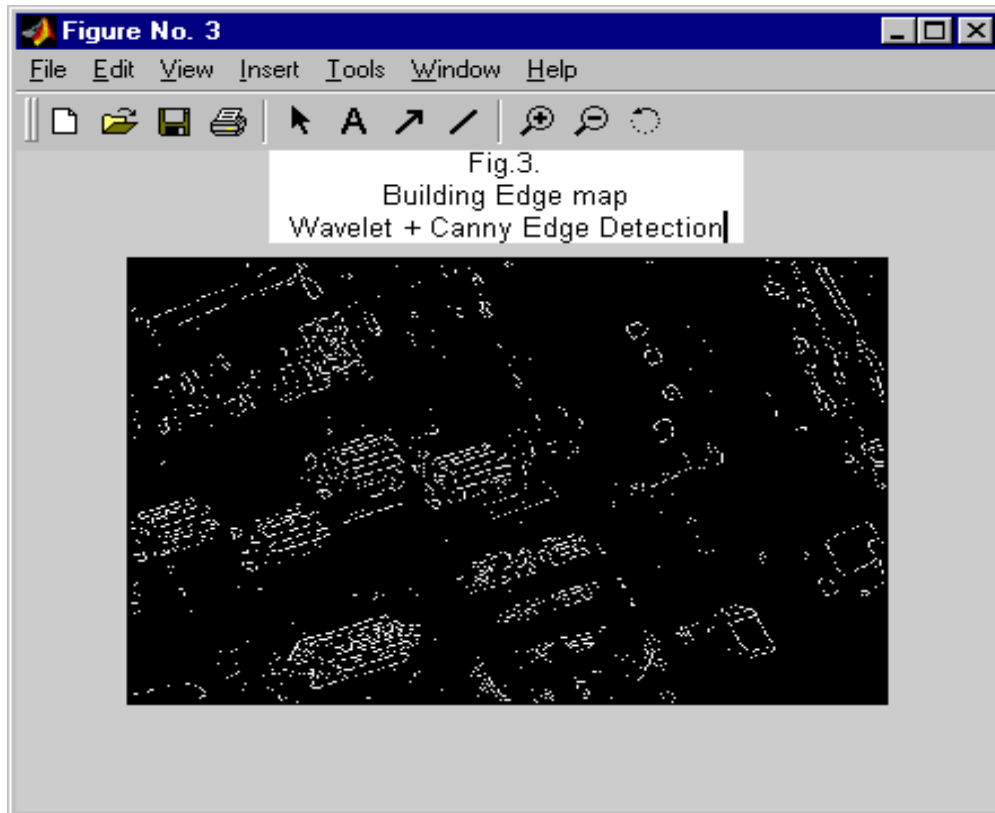 Figure No. 3
File Edit View Insert Tools Window Help
A
Fig.3.
Building Edge map
Wavelet + Canny Edge Detection